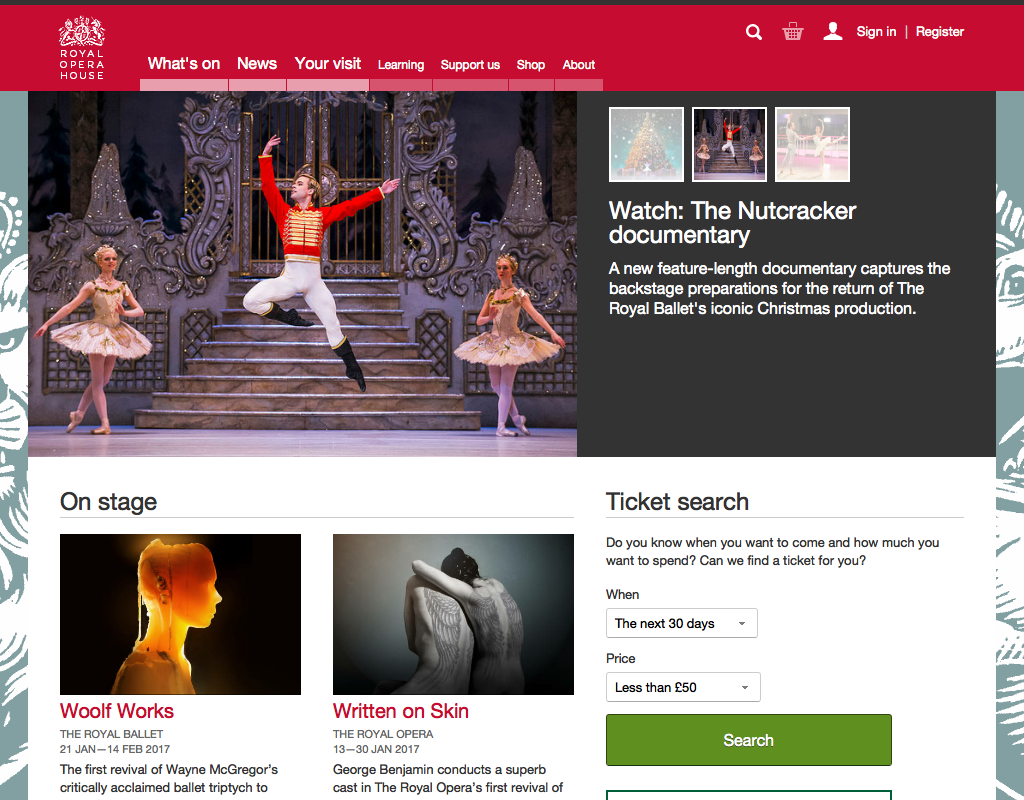 ROYAL
OPERA
HOUSE
What's on
News
Your visit
Learning
Support us
Shop
About
Sign in | Register
Watch: The Nutcracker
documentary
A new feature-length documentary captures the
backstage preparations for the return of The
Royal Ballet's iconic Christmas production.
On stage
Woolf Works
THE ROYAL BALLET
21 JAN—14 FEB 2017
The first revival of Wayne McGregor's
critically acclaimed ballet triptych to
Written on Skin
THE ROYAL OPERA
13—30 JAN 2017
George Benjamin conducts a superb
cast in The Royal Opera's first revival of
Ticket search
Do you know when you want to come and how much you
want to spend? Can we find a ticket for you?
When
The next 30 days
Price
Less than £50
Search